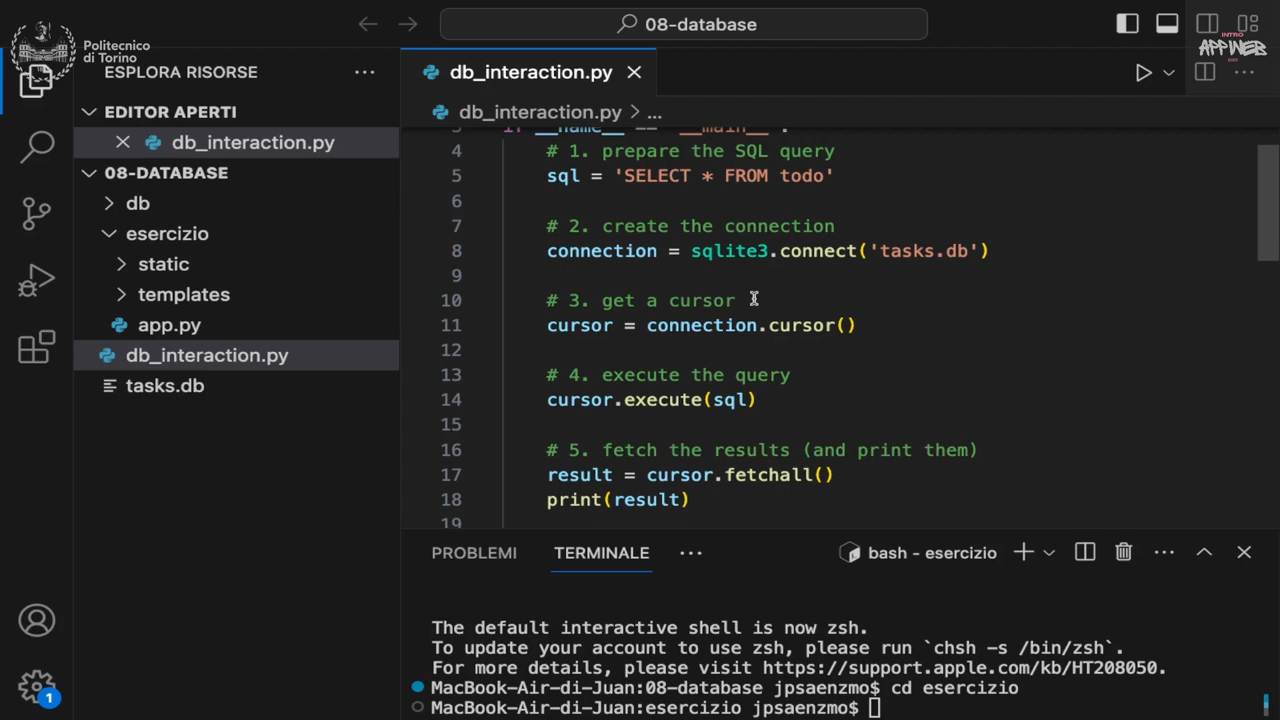 08-database
Politecnico
di Torino
INTRO
APPWEB
ESPLORA RISORSE
EDITOR APERTI
db_interaction.py
08-DATABASE
db
esercizio
static
templates
app.py
db_interaction.py
tasks.db
db_interaction.py
db_interaction.py > ...
3 if __name__ == '__main__':
4 # 1. prepare the SQL query
5 sql = 'SELECT * FROM todo'
6
7 # 2. create the connection
8 connection = sqlite3.connect('tasks.db')
9
10 # 3. get a cursor
11 cursor = connection.cursor()
12
13 # 4. execute the query
14 cursor.execute(sql)
15
16 # 5. fetch the results (and print them)
17 result = cursor.fetchall()
18 print(result)
19
PROBLEMI TERMINALE ... bash - esercizio
The default interactive shell is now zsh.
To update your account to use zsh, please run `chsh -s /bin/zsh`.
For more details, please visit https://support.apple.com/kb/HT208050.
MacBook-Air-di-Juan:08-database jpsaenzmo$ cd esercizio
MacBook-Air-di-Juan:esercizio jpsaenzmo$
1